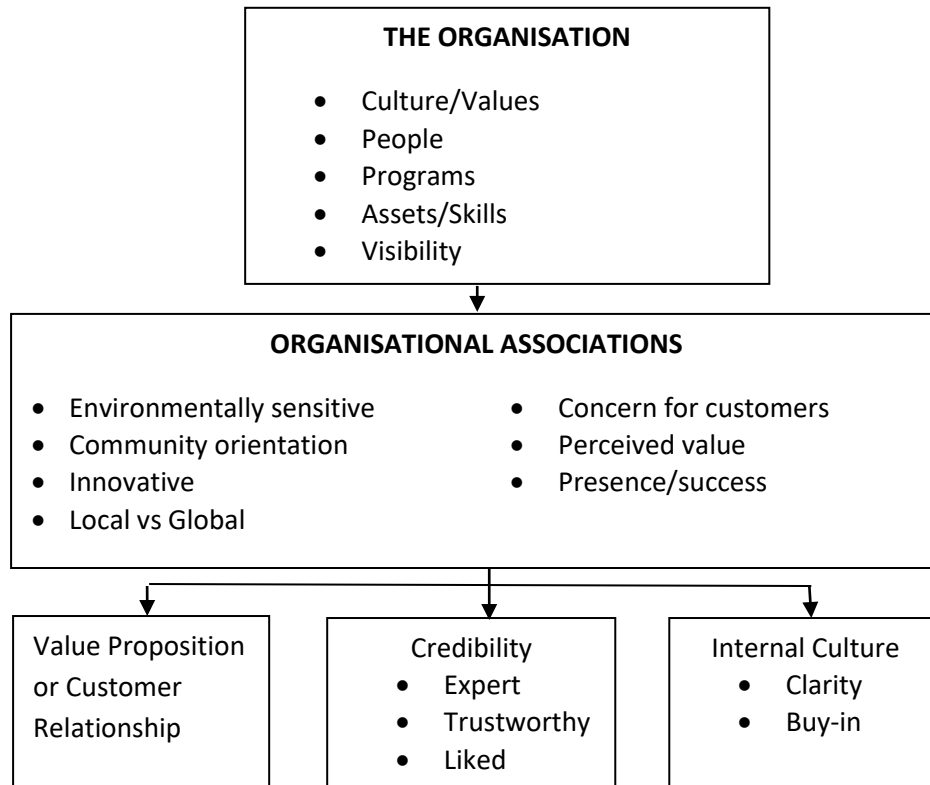 THE ORGANISATION
• Culture/Values
• People
• Programs
• Assets/Skills
• Visibility
ORGANISATIONAL ASSOCIATIONS
• Environmentally sensitive
• Community orientation
• Innovative
• Local vs Global
• Concern for customers
• Perceived value
• Presence/success
Value Proposition
or Customer
Relationship
Credibility
• Expert
• Trustworthy
• Liked
Internal Culture
• Clarity
• Buy-in